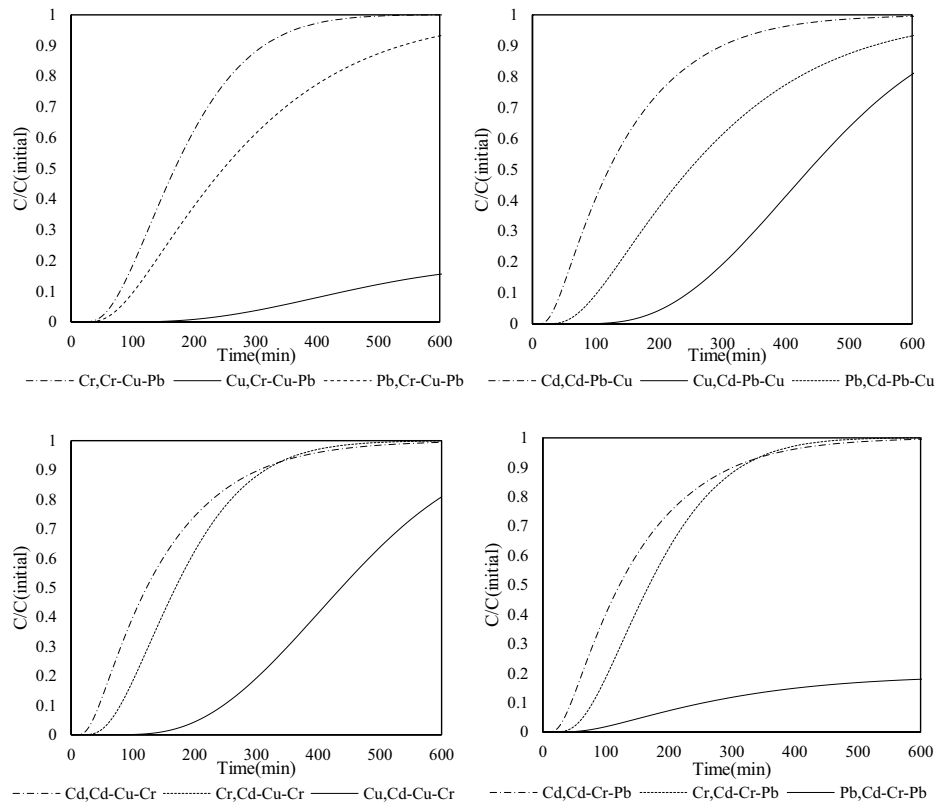 1
0.9
0.8
0.7
0.6
0.5
0.4
0.3
0.2
0.1
0
C/C(initial)
0 100 200 300 400 500 600
Time(min)
Cr,Cr-Cu-Pb Cu,Cr-Cu-Pb Pb,Cr-Cu-Pb
1
0.9
0.8
0.7
0.6
0.5
0.4
0.3
0.2
0.1
0
C/C(initial)
0 100 200 300 400 500 600
Time(min)
Cd,Cd-Pb-Cu Cu,Cd-Pb-Cu Pb,Cd-Pb-Cu
1
0.9
0.8
0.7
0.6
0.5
0.4
0.3
0.2
0.1
0
C/C(initial)
0 100 200 300 400 500 600
Time(min)
Cd,Cd-Cu-Cr Cr,Cd-Cu-Cr Cu,Cd-Cu-Cr
1
0.9
0.8
0.7
0.6
0.5
0.4
0.3
0.2
0.1
0
C/C(initial)
0 100 200 300 400 500 600
Time(min)
Cd,Cd-Cr-Pb Cr,Cd-Cr-Pb Pb,Cd-Cr-Pb